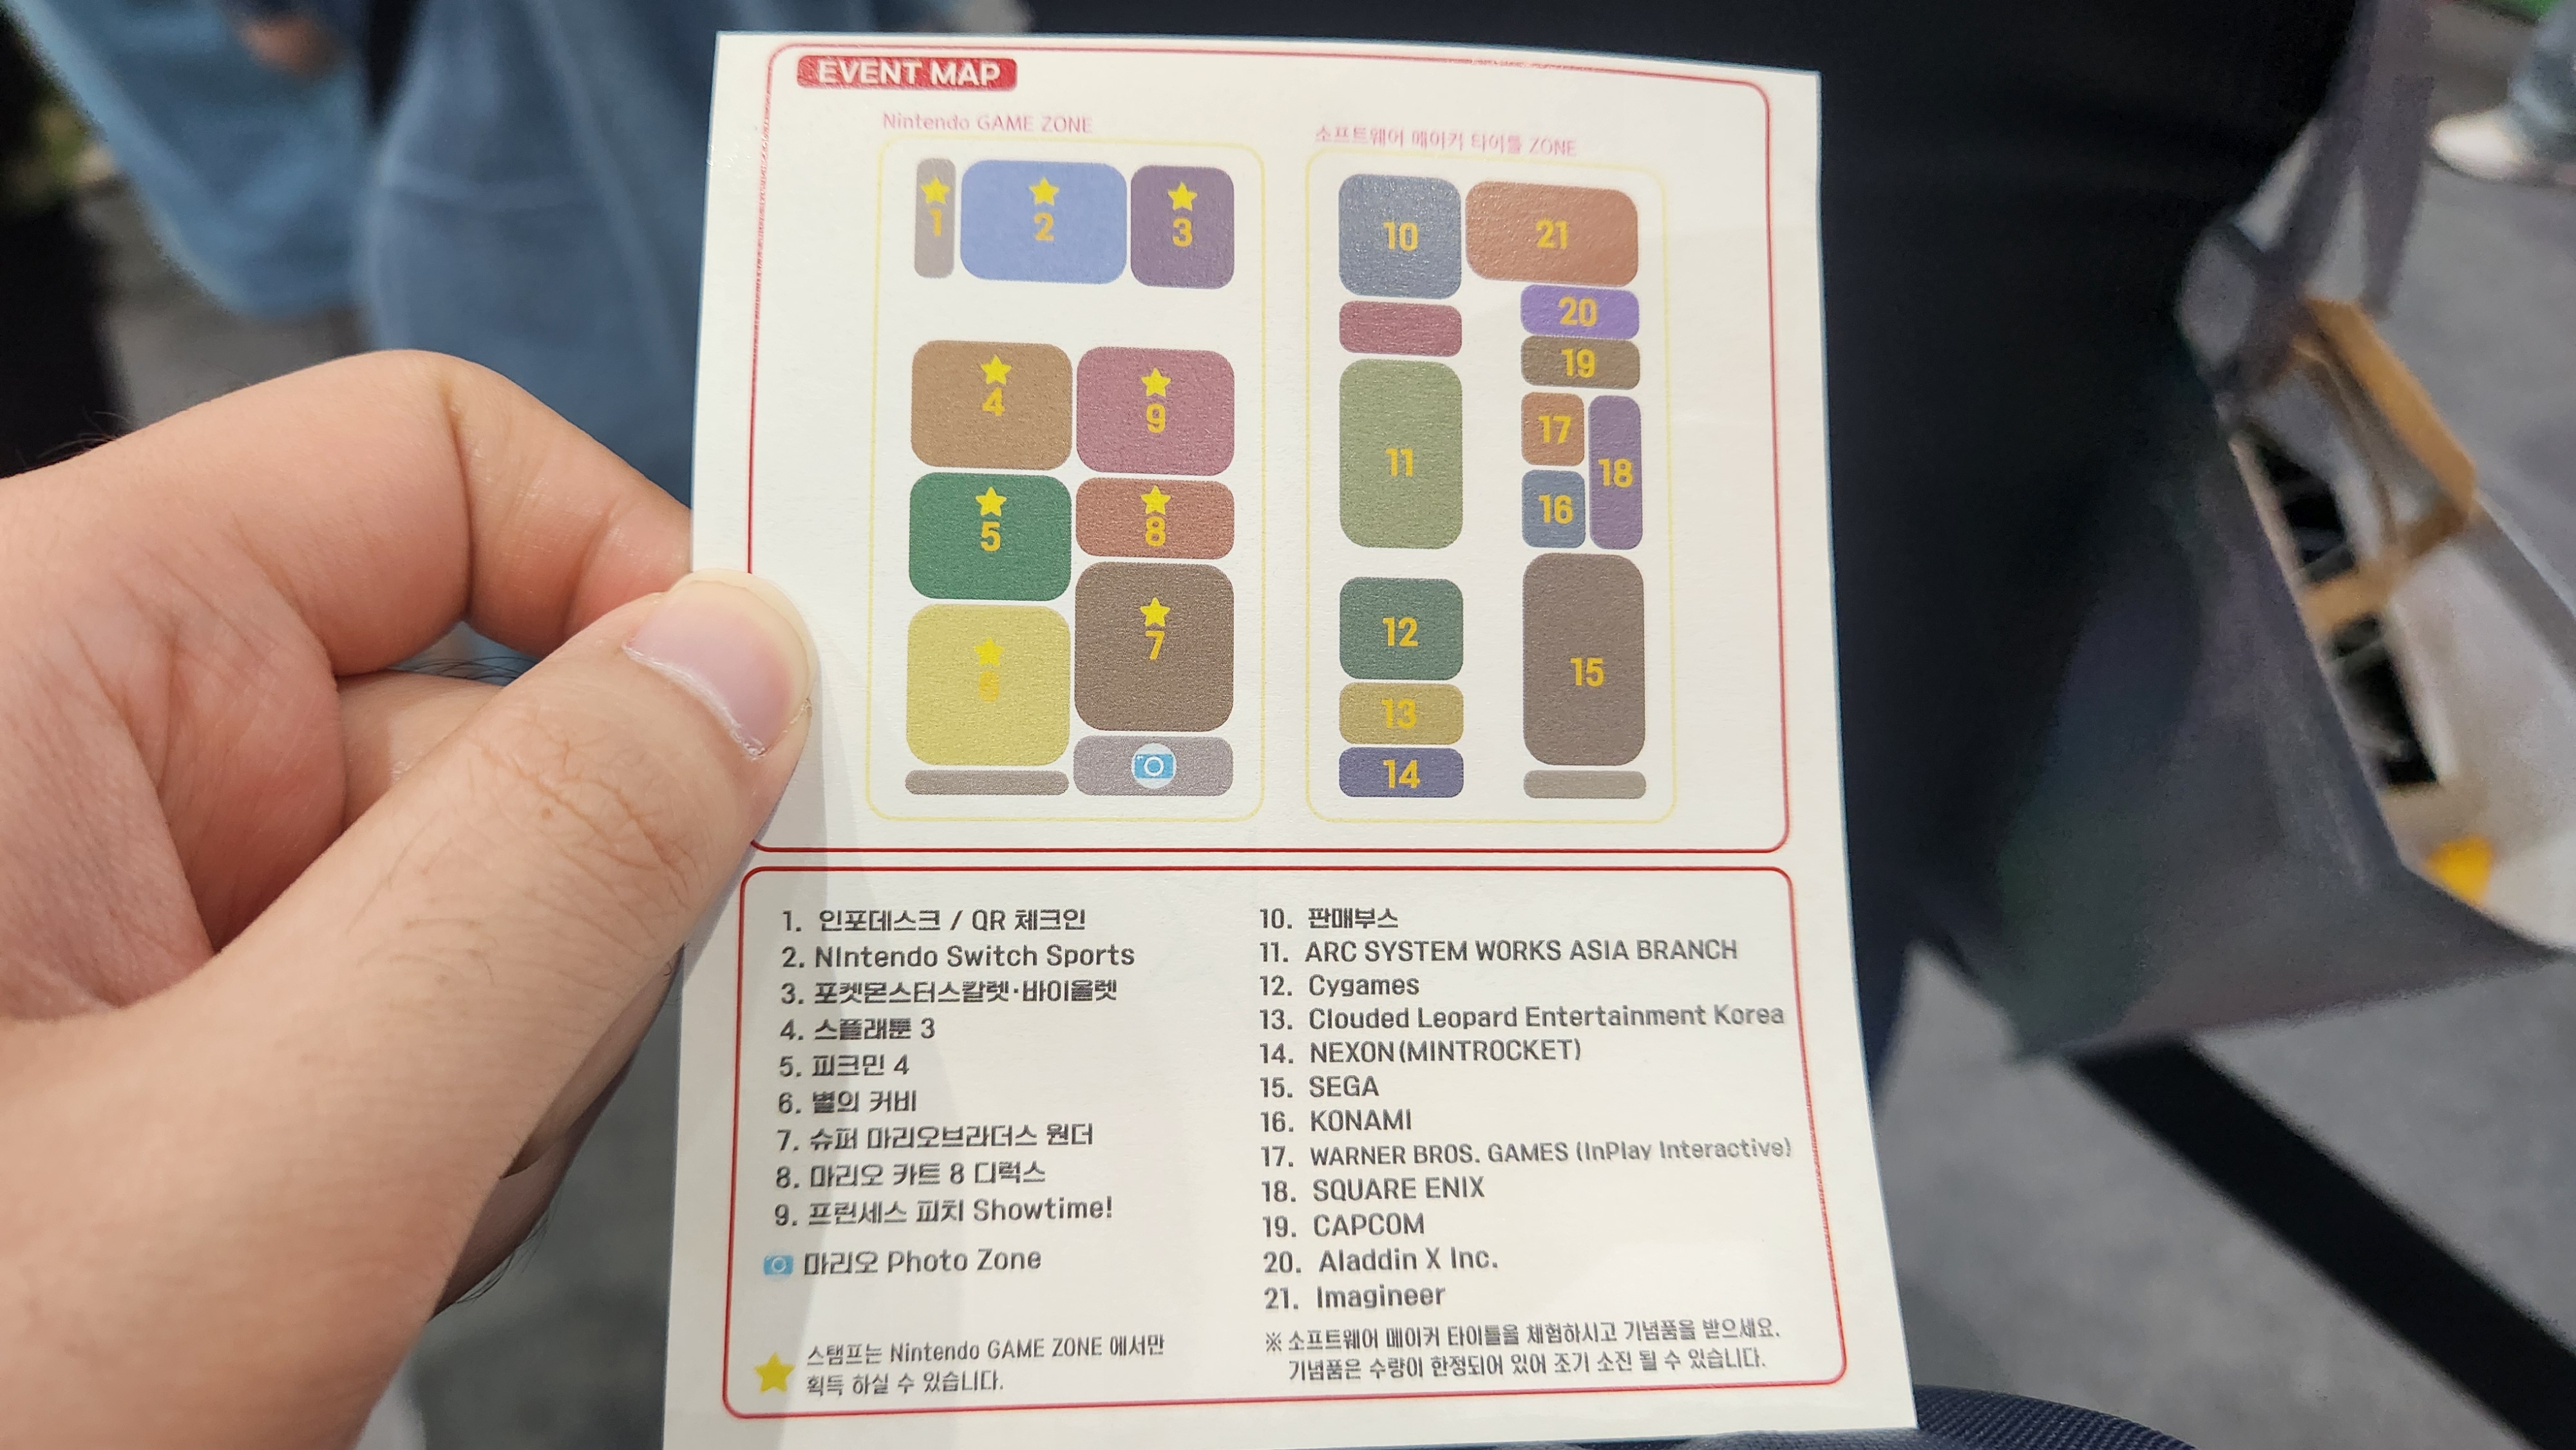 EVENT MAP
Nintendo GAME ZONE
1
2
3
4
9
5
8
6
7
소프트웨어 메이커 타이틀 ZONE
10
21
20
19
11
17
18
16
12
15
13
14
1. 인포데스크 / QR 체크인
2. NIntendo Switch Sports
3. 포켓몬스터스칼렛·바이올렛
4. 스플래툰 3
5. 피크민 4
6. 별의 커비
7. 슈퍼 마리오브라더스 원더
8. 마리오 카트 8 디럭스
9. 프린세스 피치 Showtime!
마리오 Photo Zone
스탬프는 Nintendo GAME ZONE 에서만
획득 하실 수 있습니다.
10. 판매부스
11. ARC SYSTEM WORKS ASIA BRANCH
12. Cygames
13. Clouded Leopard Entertainment Korea
14. NEXON(MINTROCKET)
15. SEGA
16. KONAMI
17. WARNER BROS. GAMES (InPlay Interactive)
18. SQUARE ENIX
19. CAPCOM
20. Aladdin X Inc.
21. Imagineer
※ 소프트웨어 메이커 타이틀을 체험하시고 기념품을 받으세요.
기념품은 수량이 한정되어 있어 조기 소진 될 수 있습니다.